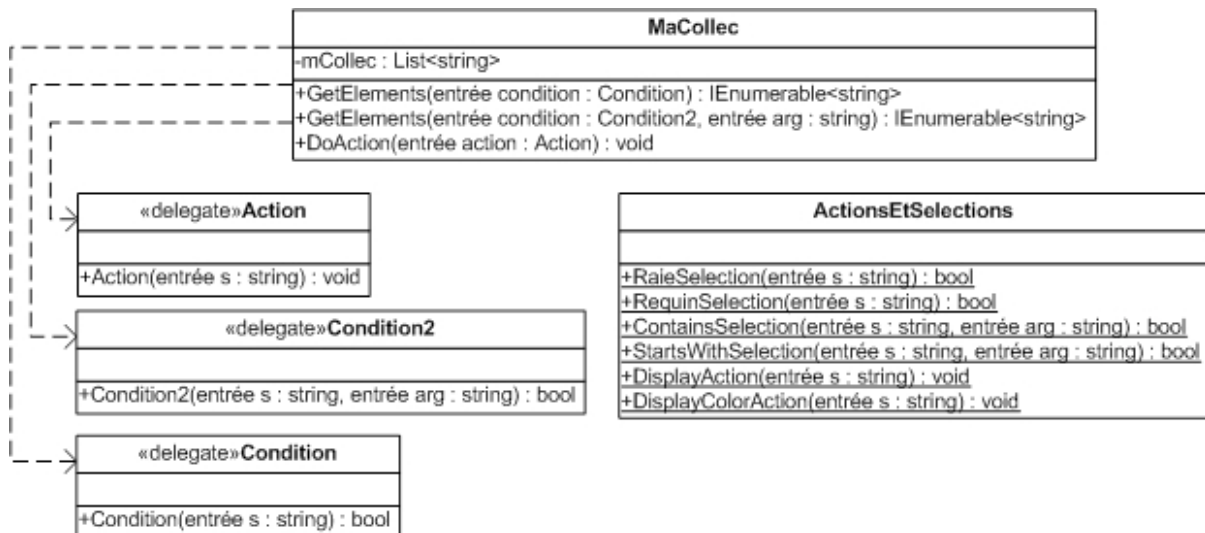 MaCollec
-mCollec : List<string>
+GetElements(entrée condition : Condition) : IEnumerable<string>
+GetElements(entrée condition : Condition2, entrée arg : string) : IEnumerable<string>
+DoAction(entrée action : Action) : void
«delegate»Action
+Action(entrée s : string) : void
ActionsEtSelections
+RaieSelection(entrée s : string) : bool
+RequinSelection(entrée s : string) : bool
+ContainsSelection(entrée s : string, entrée arg : string) : bool
+StartsWithSelection(entrée s : string, entrée arg : string) : bool
+DisplayAction(entrée s : string) : void
+DisplayColorAction(entrée s : string) : void
«delegate»Condition2
+Condition2(entrée s : string, entrée arg : string) : bool
«delegate»Condition
+Condition(entrée s : string) : bool